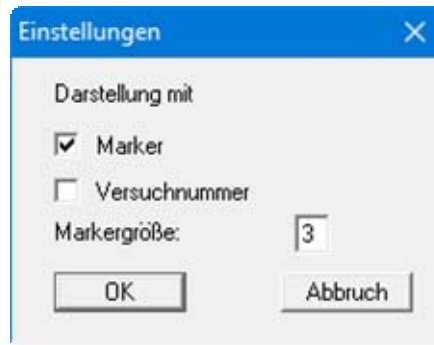 Einstellungen
Darstellung mit
Marker
Versuchnummer
Markergröße: 3
OK Abbruch